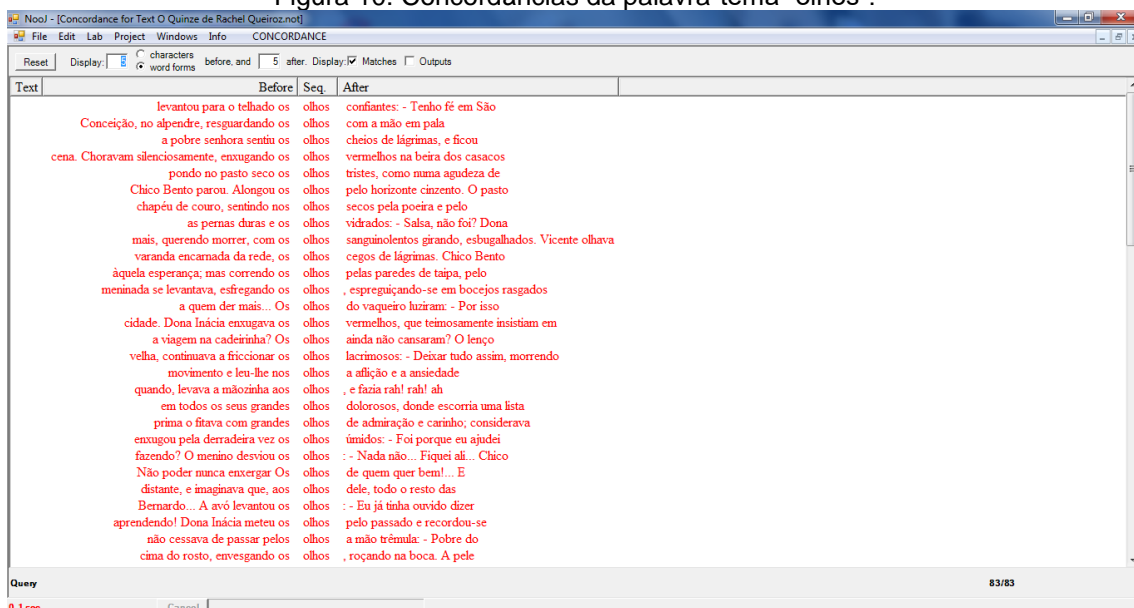 Figura 10. Concordâncias da palavra-tema "olhos".
NooJ - [Concordance for Text O Quinze de Rachel Queiroz.not]
File Edit Lab Project Windows Info CONCORDANCE
characters
Reset Display: 5 word forms before, and 5 after. Display: Matches Outputs
Text Before Seq. After
levantou para o telhado os olhos confiantes: - Tenho fé em São
Conceição, no alpendre, resguardando os olhos com a mão em pala
a pobre senhora sentiu os olhos cheios de lágrimas, e ficou
cena. Choravam silenciosamente, enxugando os olhos vermelhos na beira dos casacos
pondo no pasto seco os olhos tristes, como numa agudeza de
Chico Bento parou. Alongou os olhos pelo horizonte cinzento. O pasto
chapéu de couro, sentindo nos olhos secos pela poeira e pelo
as pernas duras e os olhos vidrados: - Salsa, não foi? Dona
mais, querendo morrer, com os olhos sanguinolentos girando, esbugalhados. Vicente olhava
varanda encarnada da rede, os olhos cegos de lágrimas. Chico Bento
àquela esperança; mas correndo os olhos pelas paredes de taipa, pelo
meninada se levantava, esfregando os olhos , espreguiçando-se em bocejos rasgados
a quem der mais... Os olhos do vaqueiro luziram: - Por isso
cidade. Dona Inácia enxugava os olhos vermelhos, que teimosamente insistiam em
a viagem na cadeirinha? Os olhos ainda não cansaram? O lenço
velha, continuava a friccionar os olhos lacrimosos: - Deixar tudo assim, morrendo
movimento e leu-lhe nos olhos a aflição e a ansiedade
quando, levava a mãozinha aos olhos , e fazia rah! rah! ah
em todos os seus grandes olhos dolorosos, donde escorria uma lista
prima o fitava com grandes olhos de admiração e carinho; considerava
enxugou pela derradeira vez os olhos úmidos: - Foi porque eu ajudei
fazendo? O menino desviou os olhos : - Nada não... Fiquei ali... Chico
Não poder nunca enxergar Os olhos de quem quer bem!... E
distante, e imaginava que, aos olhos dele, todo o resto das
Bernardo... A avó levantou os olhos : - Eu já tinha ouvido dizer
aprendendo! Dona Inácia meteu os olhos pelo passado e recordou-se
não cessava de passar pelos olhos a mão trêmula: - Pobre do
cima do rosto, envesgando os olhos , roçando na boca. A pele
Query 83/83
0,1 sec Cancel